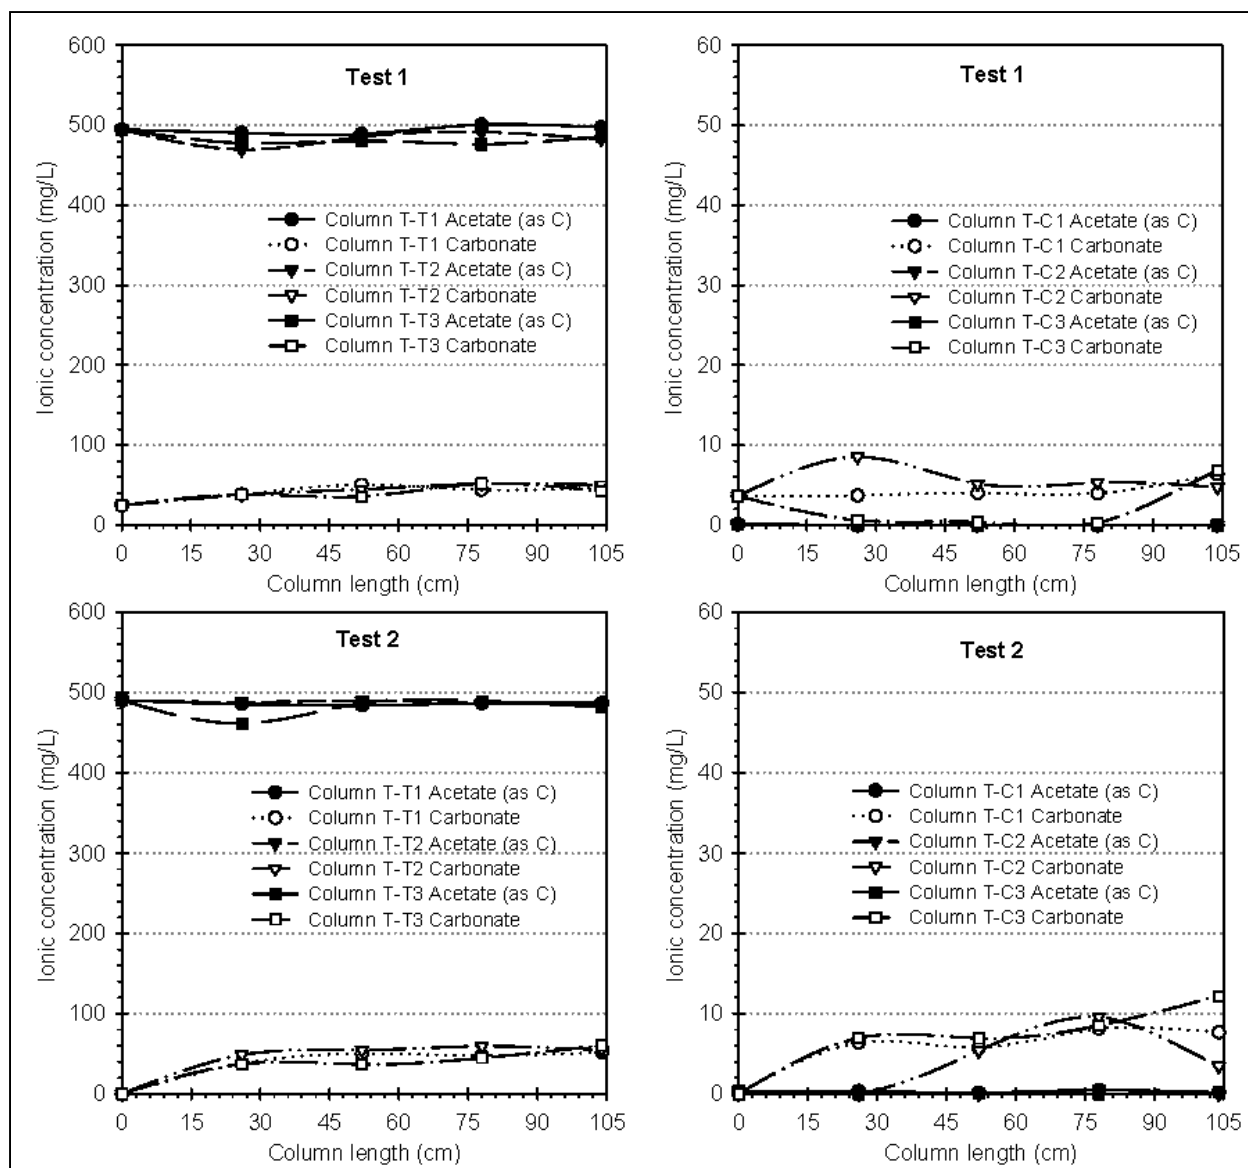 Test 1
Ionic concentration (mg/L)
600
500
400
300
200
100
0
Column T-T1 Acetate (as C)
Column T-T1 Carbonate
Column T-T2 Acetate (as C)
Column T-T2 Carbonate
Column T-T3 Acetate (as C)
Column T-T3 Carbonate
0 15 30 45 60 75 90 105
Column length (cm)
Test 1
Ionic concentration (mg/L)
60
50
40
30
20
10
0
Column T-C1 Acetate (as C)
Column T-C1 Carbonate
Column T-C2 Acetate (as C)
Column T-C2 Carbonate
Column T-C3 Acetate (as C)
Column T-C3 Carbonate
0 15 30 45 60 75 90 105
Column length (cm)
Test 2
Ionic concentration (mg/L)
600
500
400
300
200
100
0
Column T-T1 Acetate (as C)
Column T-T1 Carbonate
Column T-T2 Acetate (as C)
Column T-T2 Carbonate
Column T-T3 Acetate (as C)
Column T-T3 Carbonate
0 15 30 45 60 75 90 105
Column length (cm)
Test 2
Ionic concentration (mg/L)
60
50
40
30
20
10
0
Column T-C1 Acetate (as C)
Column T-C1 Carbonate
Column T-C2 Acetate (as C)
Column T-C2 Carbonate
Column T-C3 Acetate (as C)
Column T-C3 Carbonate
0 15 30 45 60 75 90 105
Column length (cm)